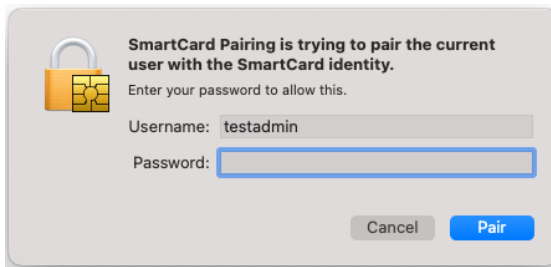 SmartCard Pairing is trying to pair the current
user with the SmartCard identity.
Enter your password to allow this.
Username: testadmin
Password:
Cancel Pair